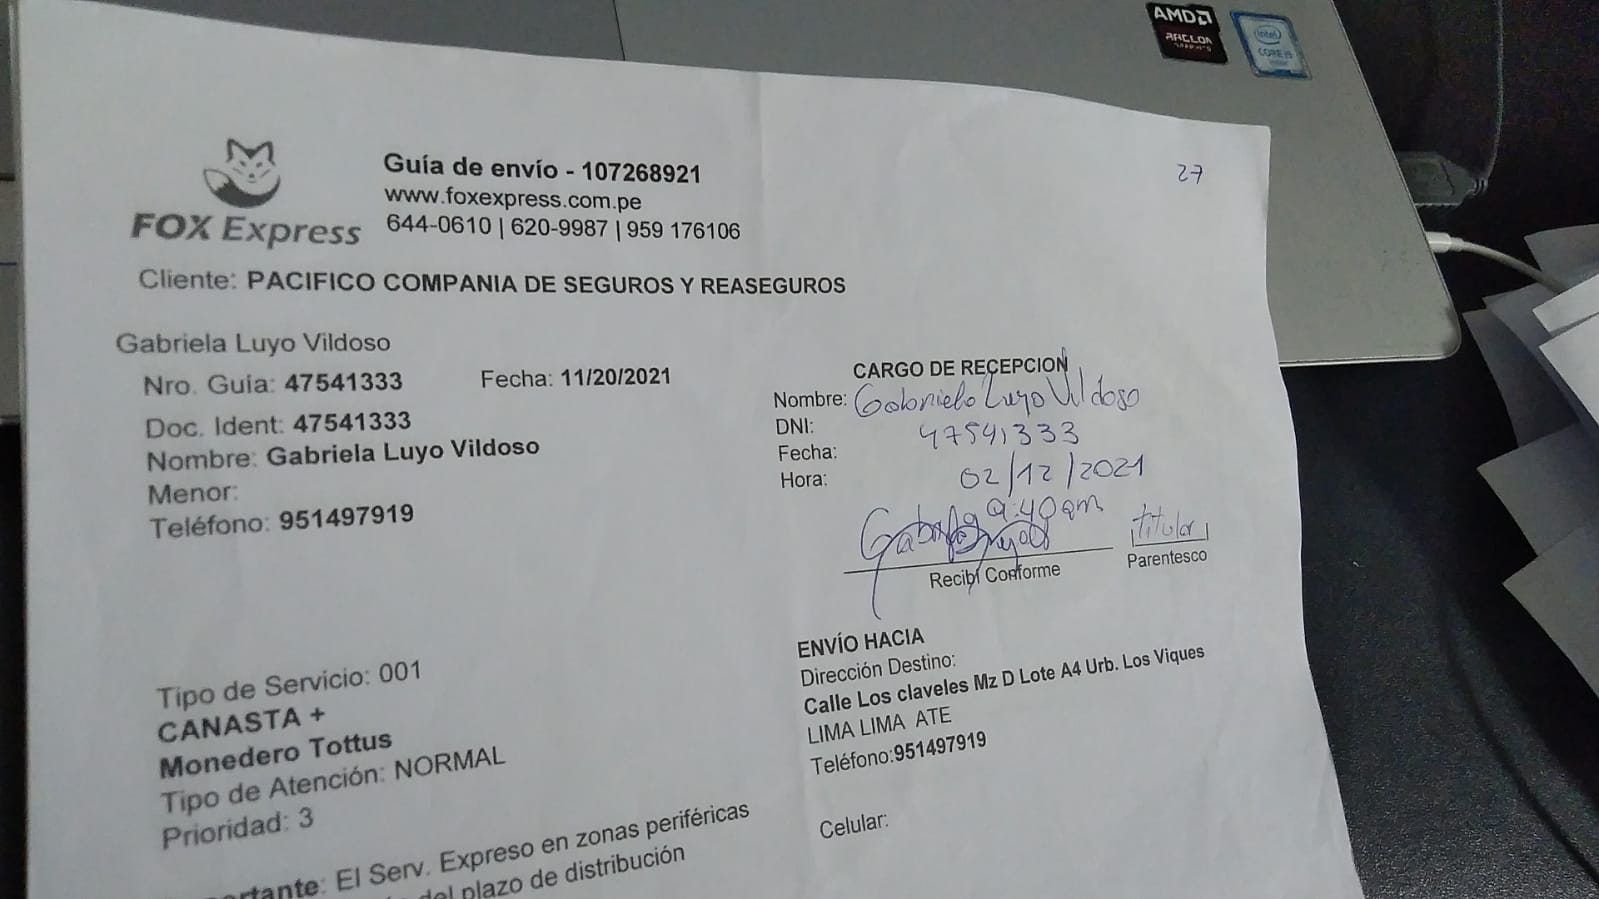 AMD
RADEON
GRAPHICS
intel
CORE i5
27
FOX Express
Guía de envío - 107268921
www.foxexpress.com.pe
644-0610 | 620-9987 | 959 176106
Cliente: PACIFICO COMPANIA DE SEGUROS Y REASEGUROS
Gabriela Luyo Vildoso
Nro. Guía: 47541333 Fecha: 11/20/2021
Doc. Ident: 47541333
Nombre: Gabriela Luyo Vildoso
Menor:
Teléfono: 951497919
CARGO DE RECEPCION
Nombre: Gabriela Luyo Vildoso
DNI: 47541333
Fecha: 02/12/2021
Hora: 9:40am
titular
Recibí Conforme Parentesco
Tipo de Servicio: 001
CANASTA +
Monedero Tottus
Tipo de Atención: NORMAL
Prioridad: 3
ENVÍO HACIA
Dirección Destino:
Calle Los claveles Mz D Lote A4 Urb. Los Viques
LIMA LIMA ATE
Teléfono:951497919
Celular:
El Serv. Expreso en zonas periféricas
plazo de distribución